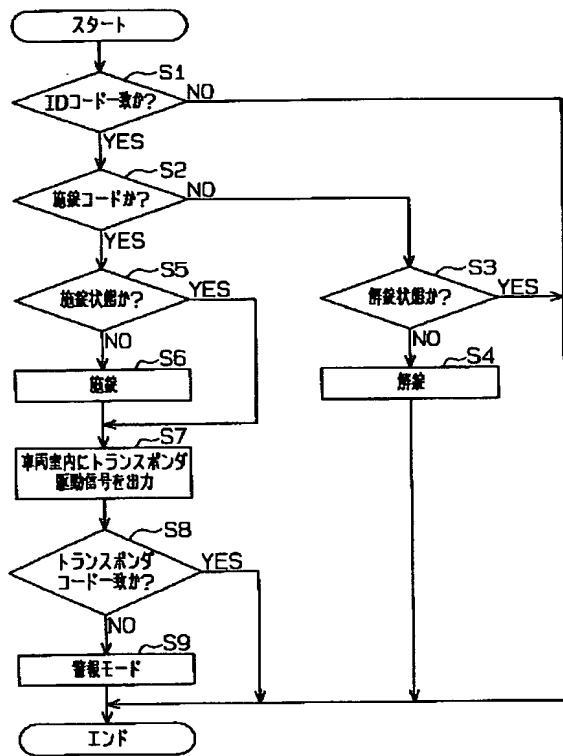 スタート
S1
IDコード一致か?
NO
YES
S2
施錠コードか?
NO
YES
S5
施錠状態か?
YES
NO
S3
解錠状態か?
YES
NO
S6
施錠
S4
解錠
S7
車両室内にトランスポンダ
駆動信号を出力
S8
トランスポンダ
コード一致か?
YES
NO
S9
警報モード
エンド